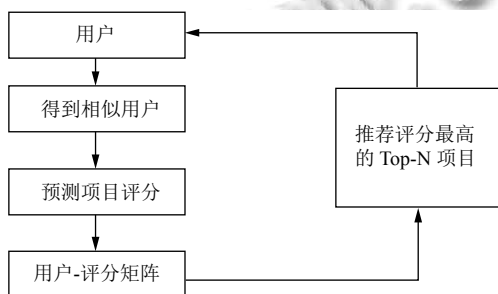 用户
得到相似用户
预测项目评分
用户-评分矩阵
推荐评分最高
的 Top-N 项目